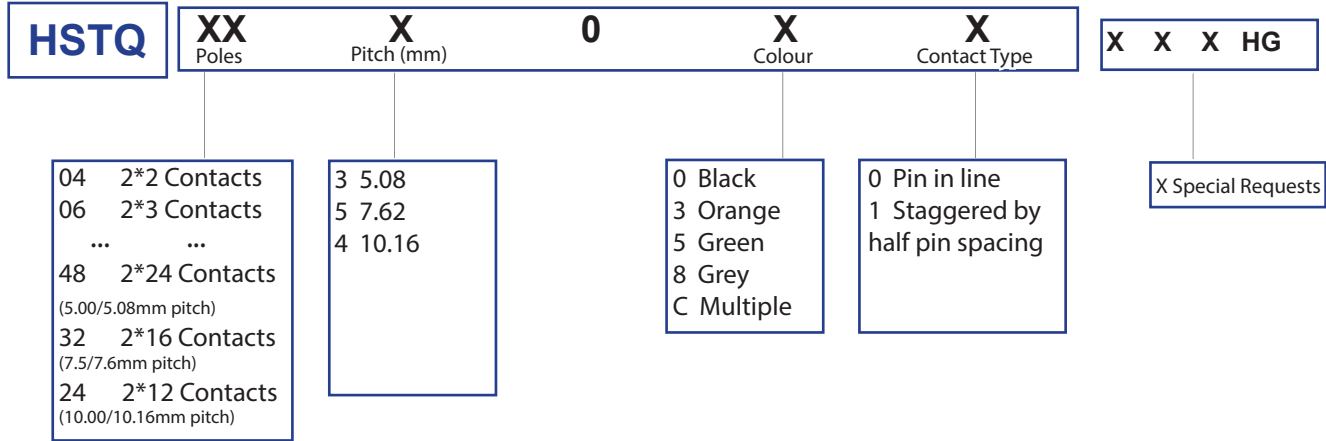 HSTQ XX X 0 X X X X X HG
Poles Pitch (mm) Colour Contact Type
04 2*2 Contacts
06 2*3 Contacts
... ...
48 2*24 Contacts
(5.00/5.08mm pitch)
32 2*16 Contacts
(7.5/7.6mm pitch)
24 2*12 Contacts
(10.00/10.16mm pitch)
3 5.08
5 7.62
4 10.16
0 Black
3 Orange
5 Green
8 Grey
C Multiple
0 Pin in line
1 Staggered by
half pin spacing
X Special Requests